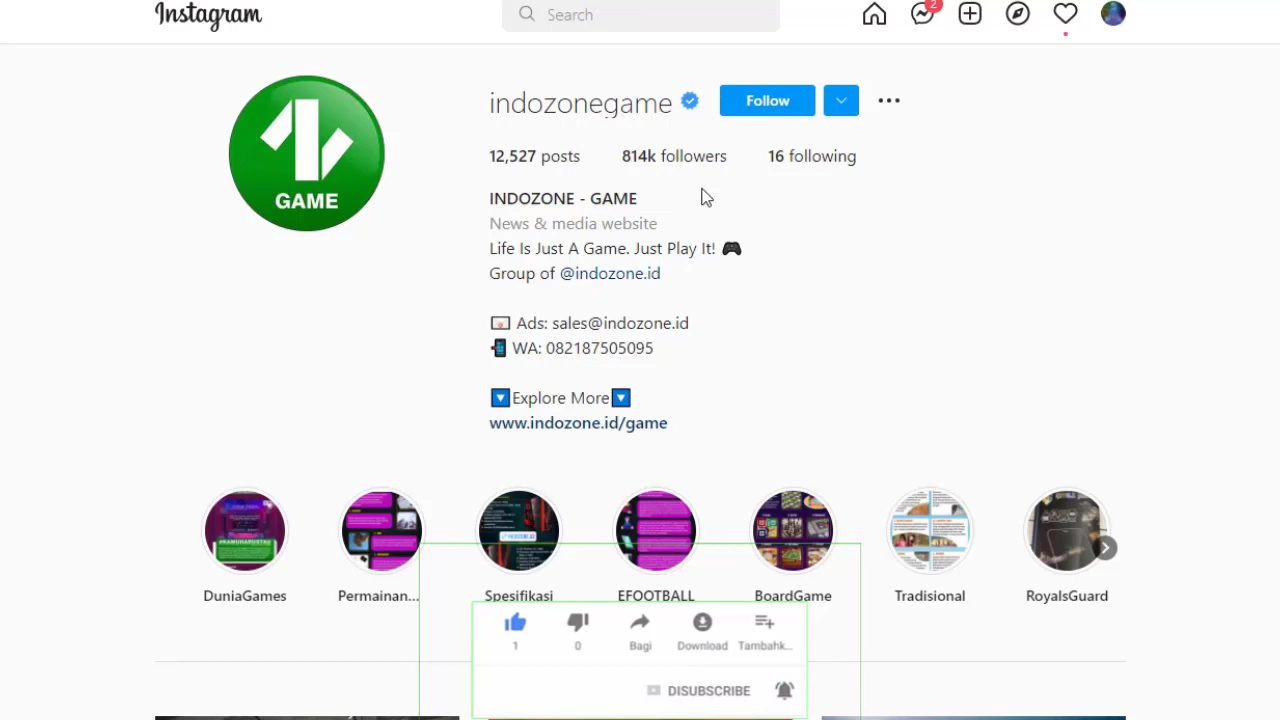 Instagram
Search
2
indozonegame
Follow
12,527 posts 814k followers 16 following
GAME
INDOZONE - GAME
News & media website
Life Is Just A Game. Just Play It! 🎮
Group of @indozone.id
Ads: sales@indozone.id
📲 WA: 082187505095
🔽Explore More🔽
www.indozone.id/game
DuniaGames Permainan... Spesifikasi EFOOTBALL BoardGame Tradisional RoyalsGuard
1 0 Bagi Download Tambahk...
DISUBSCRIBE